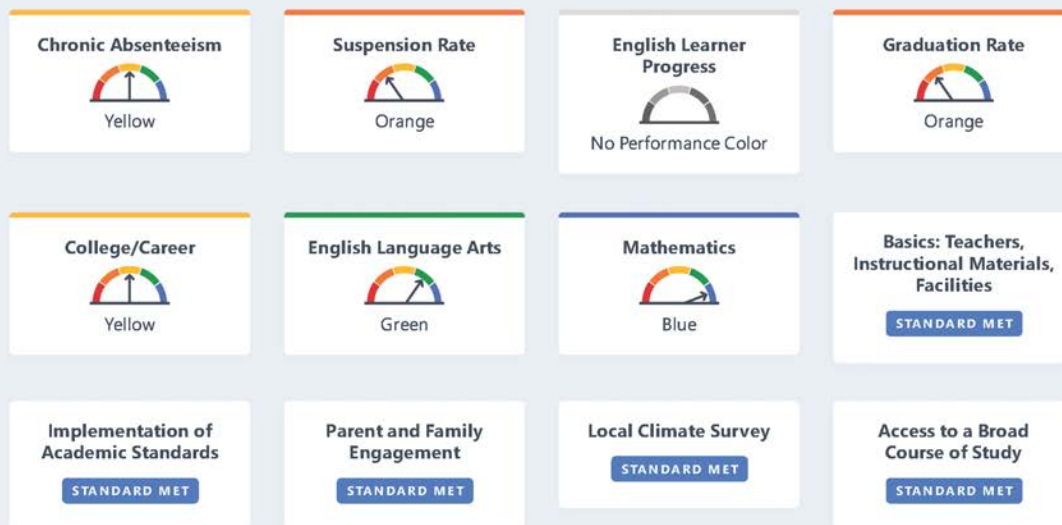 Chronic Absenteeism
Yellow
Suspension Rate
Orange
English Learner
Progress
No Performance Color
Graduation Rate
Orange
College/Career
Yellow
English Language Arts
Green
Mathematics
Blue
Basics: Teachers,
Instructional Materials,
Facilities
STANDARD MET
Implementation of
Academic Standards
STANDARD MET
Parent and Family
Engagement
STANDARD MET
Local Climate Survey
STANDARD MET
Access to a Broad
Course of Study
STANDARD MET